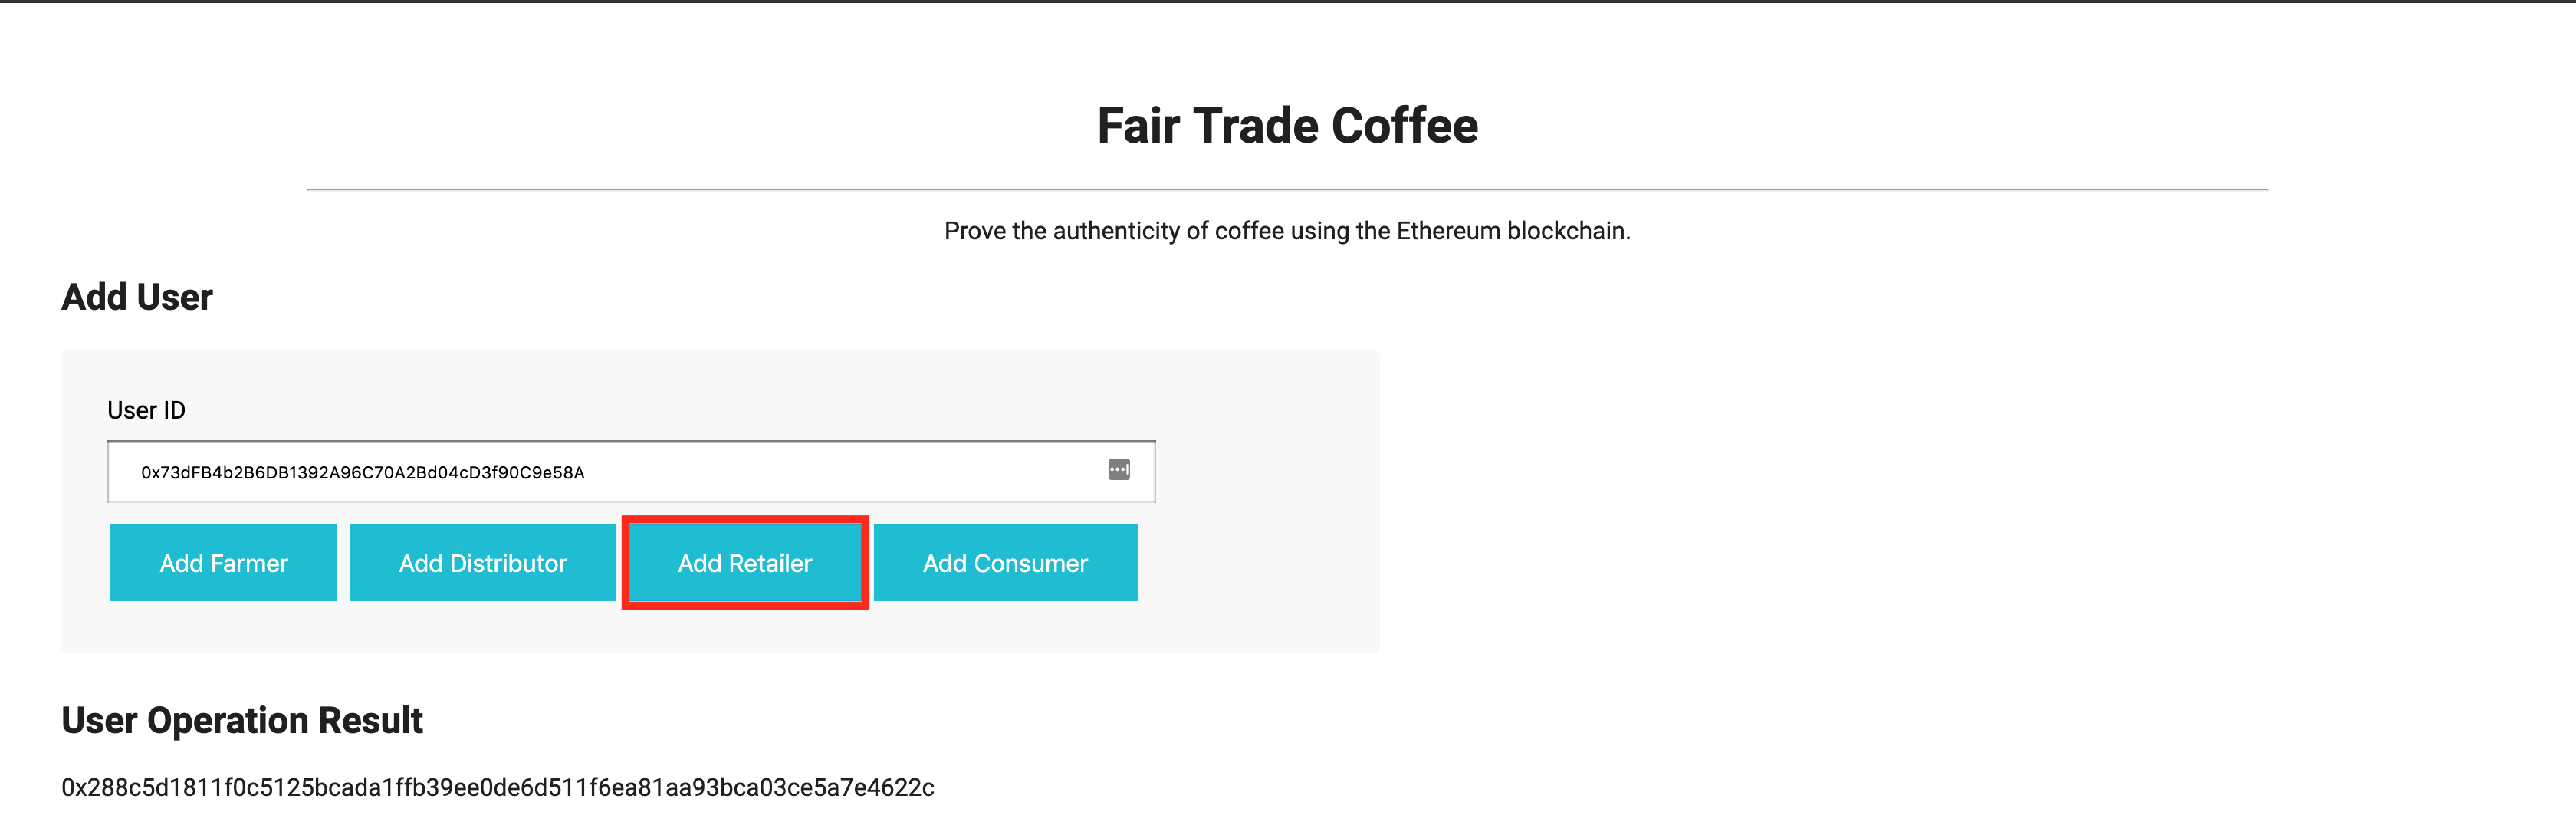 Fair Trade Coffee
Prove the authenticity of coffee using the Ethereum blockchain.
Add User
User ID
0x73dFB4b2B6DB1392A96C70A2Bd04cD3f90C9e58A
Add Farmer
Add Distributor
Add Retailer
Add Consumer
User Operation Result
0x288c5d1811f0c5125bcada1ffb39ee0de6d511f6ea81aa93bca03ce5a7e4622c